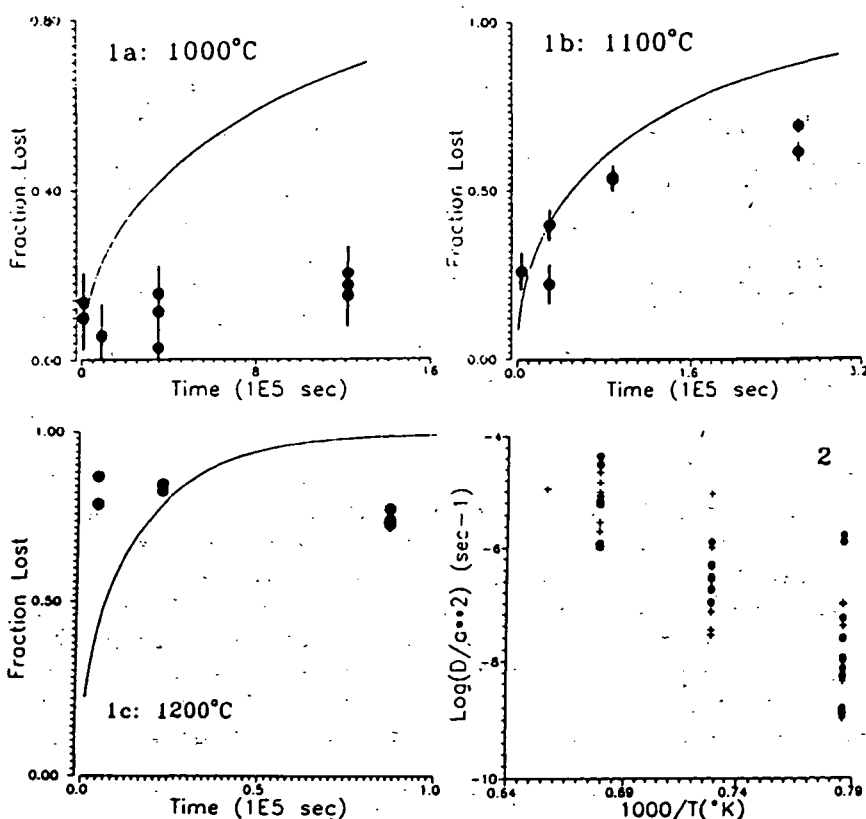 0.80
1a: 1000°C
0.40
Fraction Lost
0.00
0
8
16
Time (1E5 sec)
1.00
1b: 1100°C
0.50
Fraction Lost
0.00
0.0
1.6
3.2
Time (1E5 sec)
1.00
0.50
Fraction Lost
1c: 1200°C
0.00
0
0.5
1.0
Time (1E5 sec)
-4
2
-6
Log(D/a**2) (sec-1)
-8
-10
0.64
0.69
0.74
0.79
1000/T(°K)